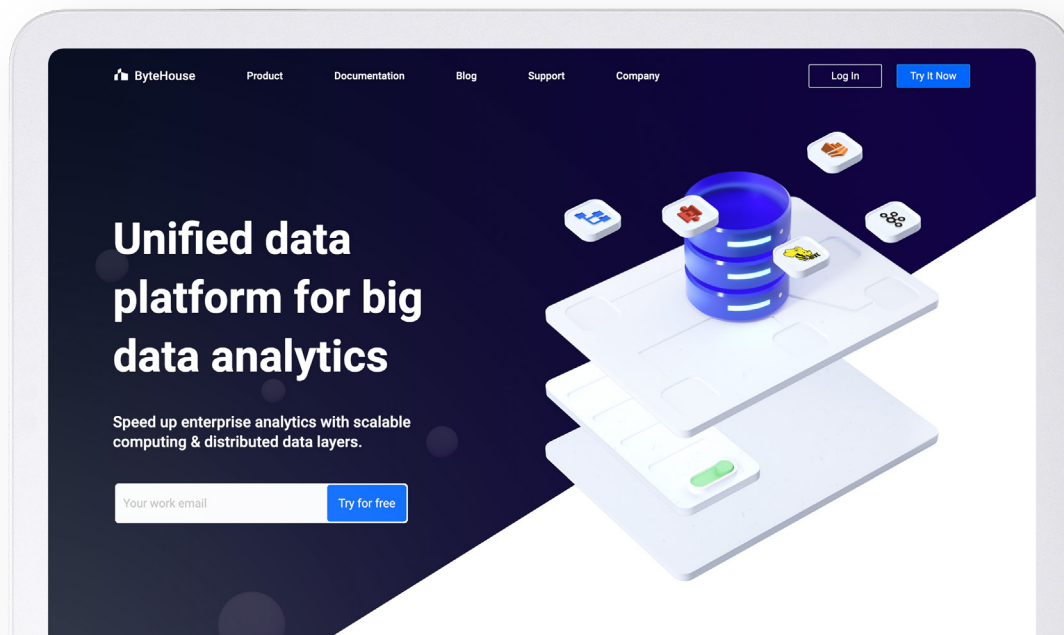 ByteHouse
Product
Documentation
Blog
Support
Company
Log In
Try It Now
Unified data
platform for big
data analytics
Speed up enterprise analytics with scalable
computing & distributed data layers.
Your work email
Try for free